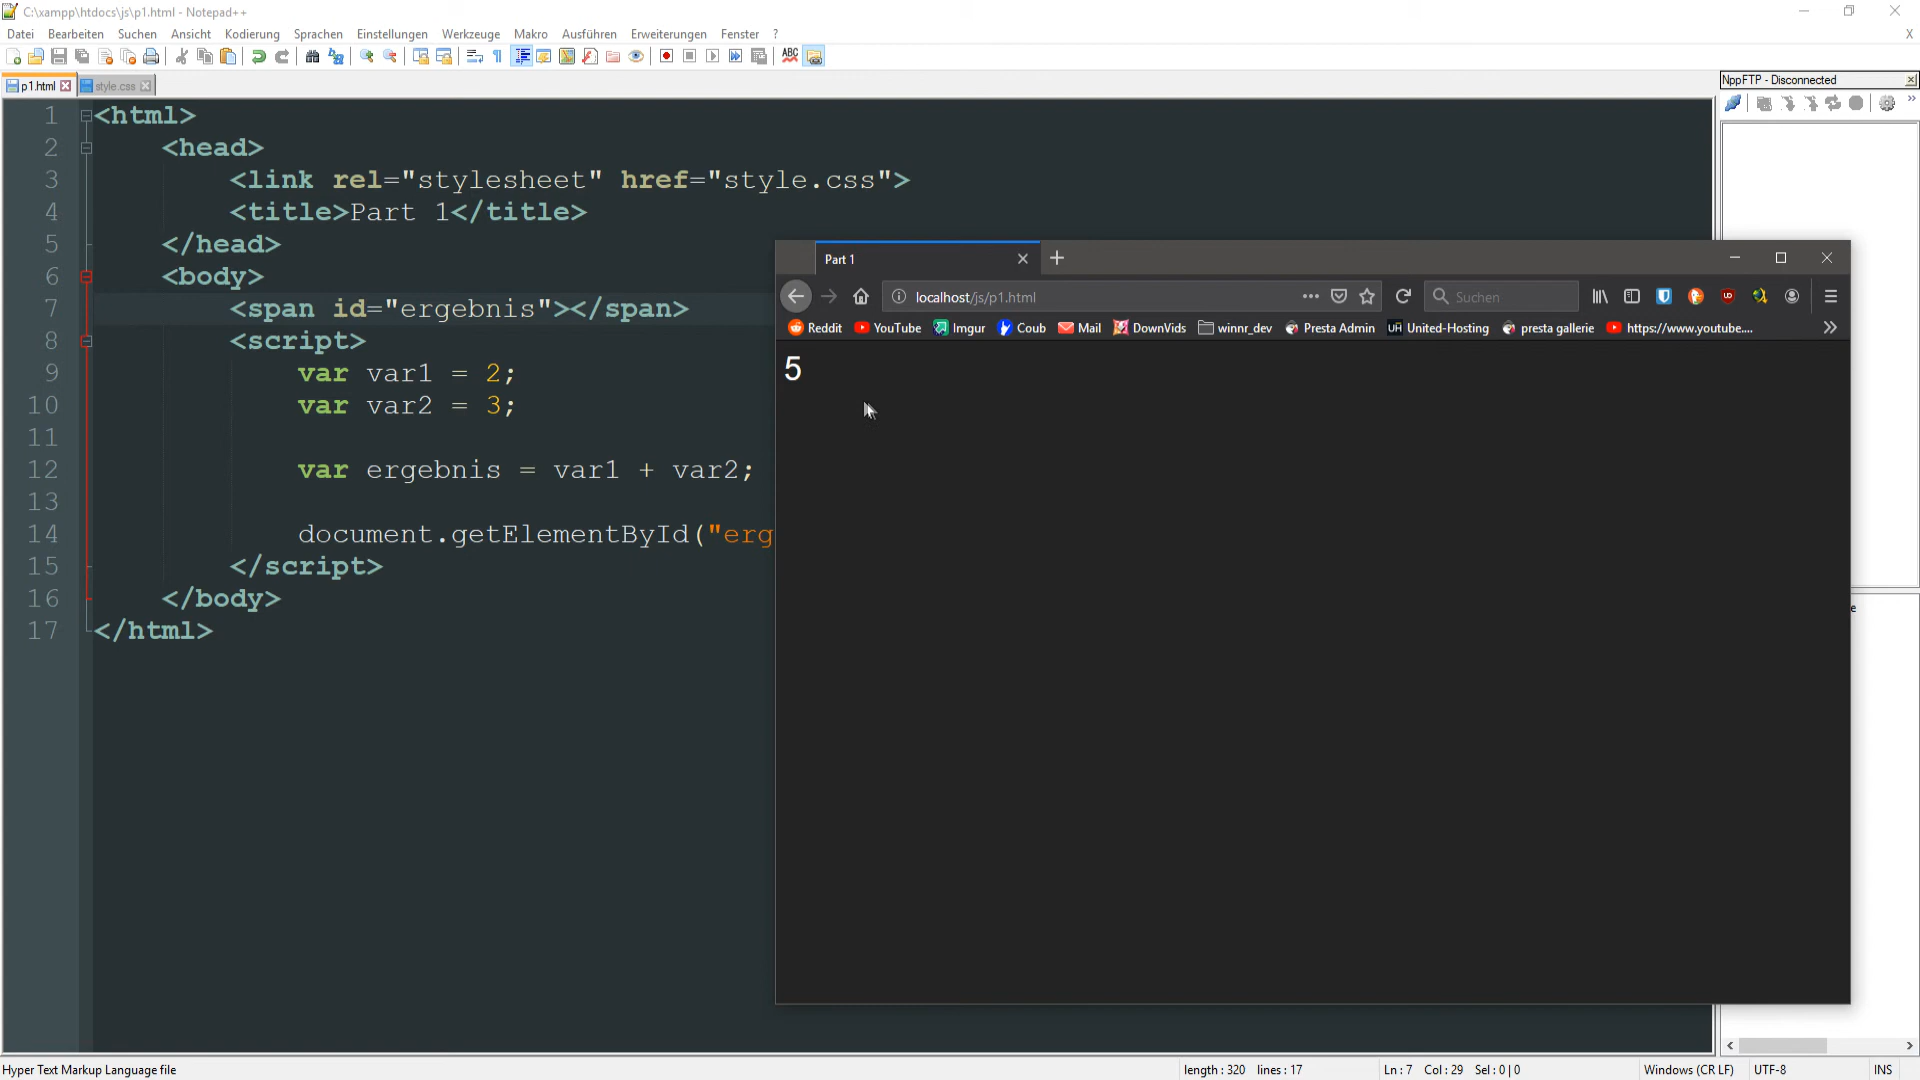 C:\xampp\htdocs\js\p1.html - Notepad++
Datei Bearbeiten Suchen Ansicht Kodierung Sprachen Einstellungen Werkzeuge Makro Ausführen Erweiterungen Fenster ? X
ABC
p1.html style.css
NppFTP - Disconnected
1 <html>
2 <head>
3 <link rel="stylesheet" href="style.css">
4 <title>Part 1</title>
5 </head>
6 <body>
7 <span id="ergebnis"></span>
8 <script>
9 var var1 = 2;
10 var var2 = 3;
11
12 var ergebnis = var1 + var2;
13
14 document.getElementById("erg
15 </script>
16 </body>
17 </html>
Part 1
localhost/js/p1.html
Suchen
Reddit YouTube Imgur Coub Mail DownVids winnr_dev Presta Admin UH United-Hosting presta gallerie https://www.youtube....
5
e
Hyper Text Markup Language file length : 320 lines : 17 Ln : 7 Col : 29 Sel : 0 | 0 Windows (CR LF) UTF-8 INS